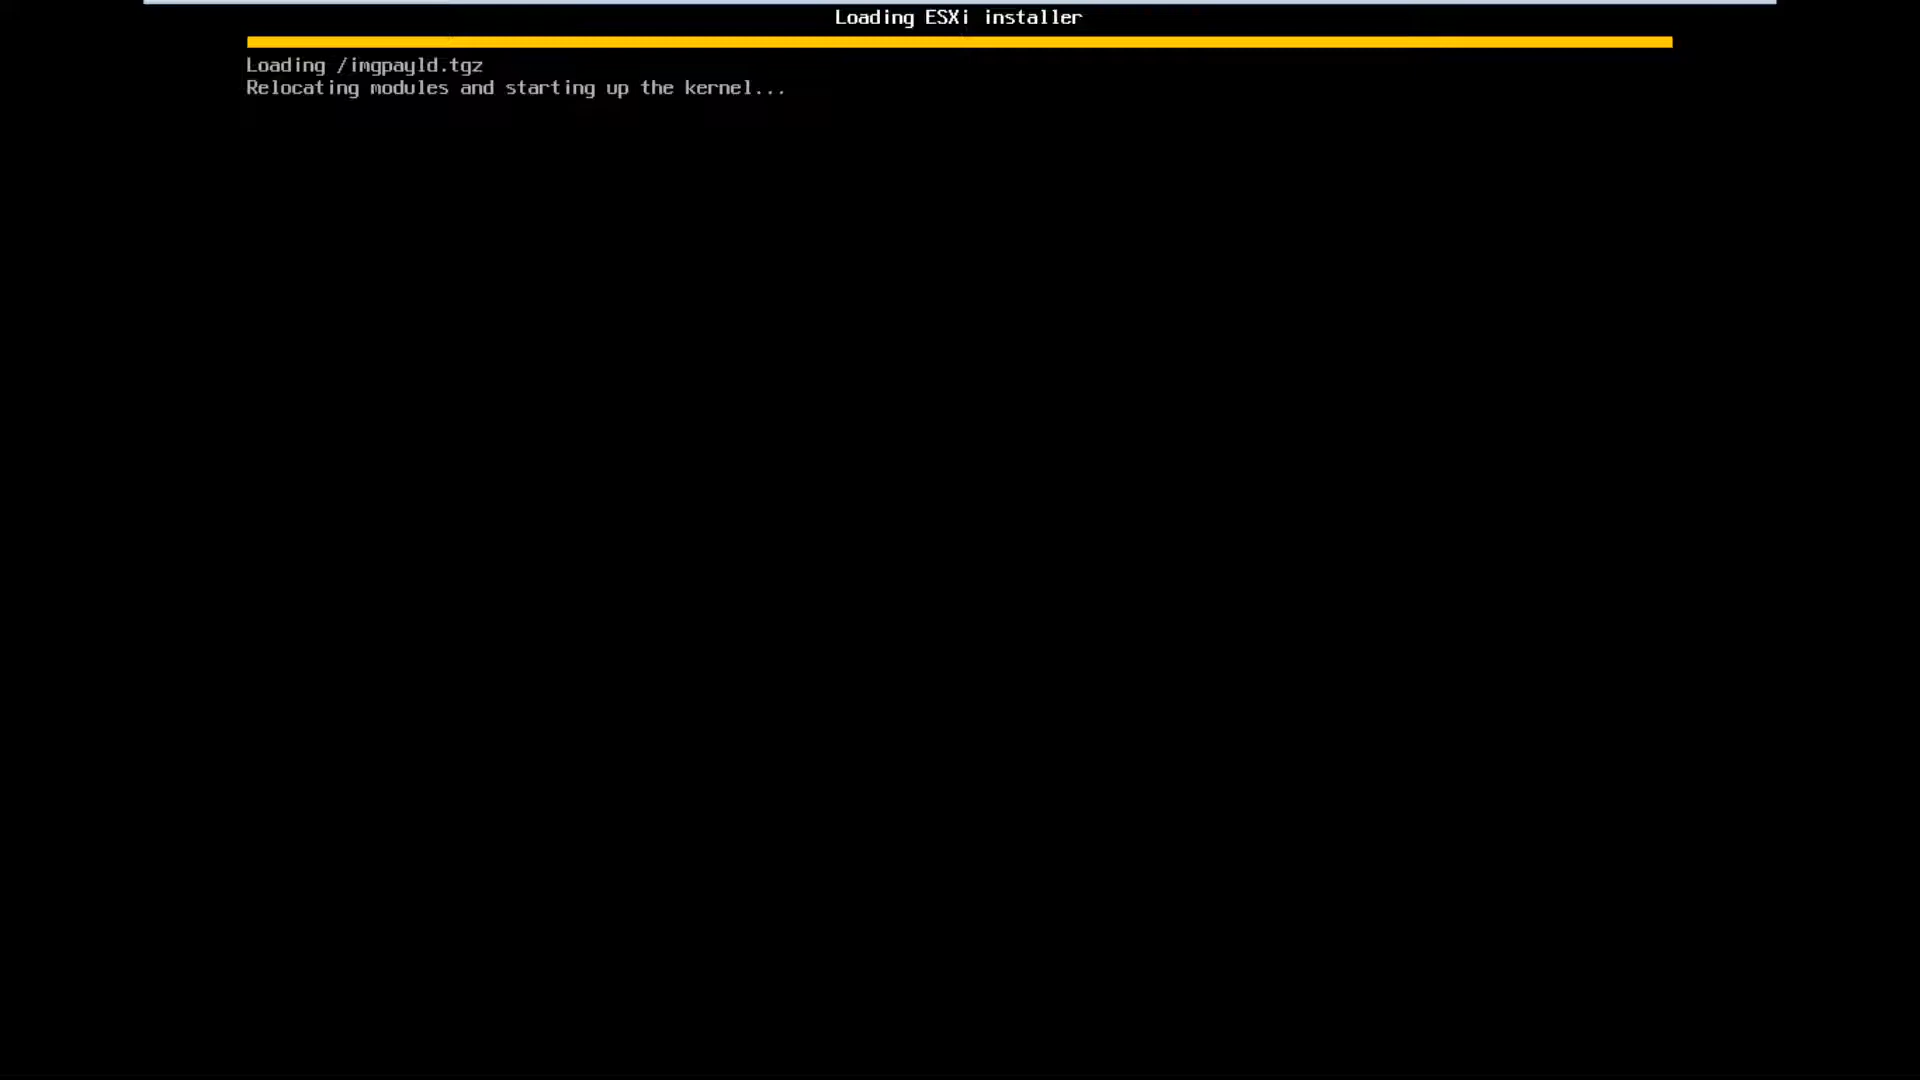 Loading ESXi installer
Loading /imgpayld.tgz
Relocating modules and starting up the kernel...